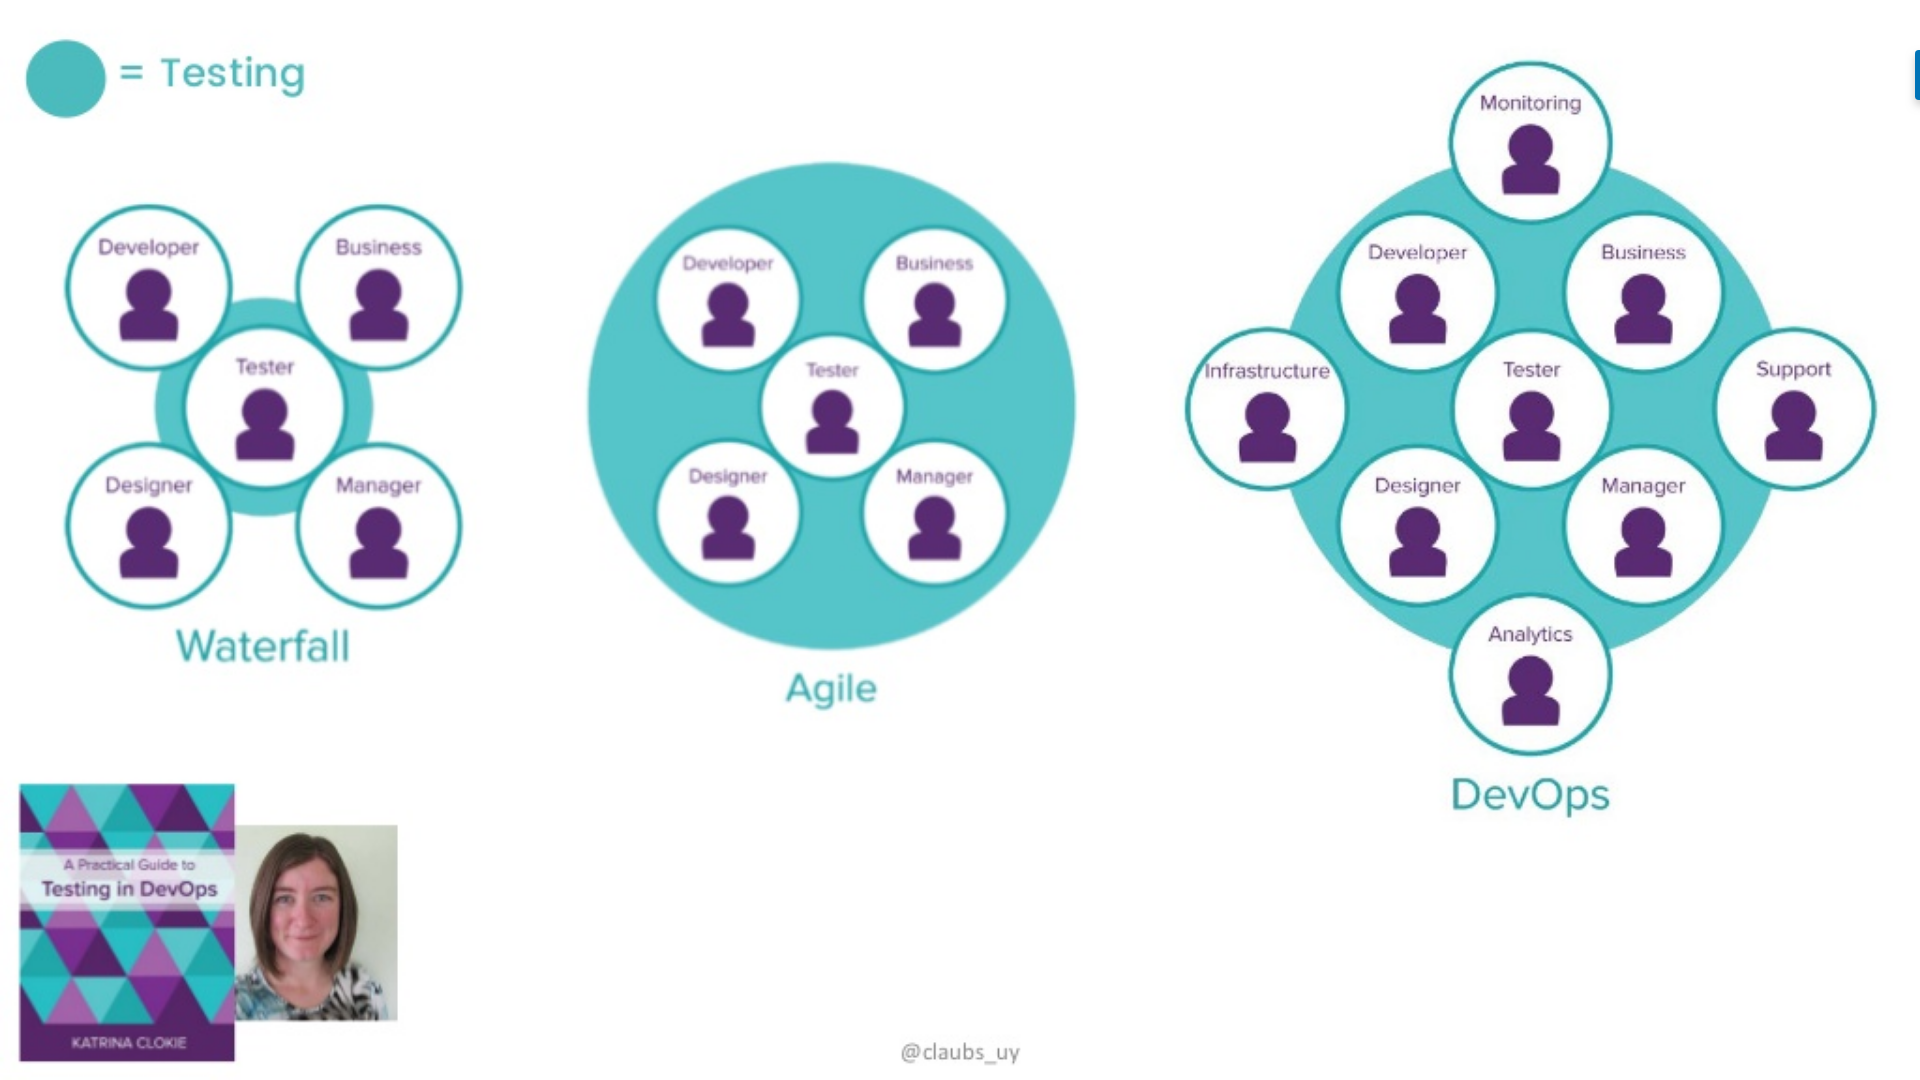 = Testing
Developer
Business
Tester
Designer
Manager
Waterfall
Developer
Business
Tester
Designer
Manager
Agile
Monitoring
Developer
Business
Infrastructure
Tester
Support
Designer
Manager
Analytics
DevOps
A Practical Guide to
Testing in DevOps
KATRINA CLOKIE
@claubs_uy